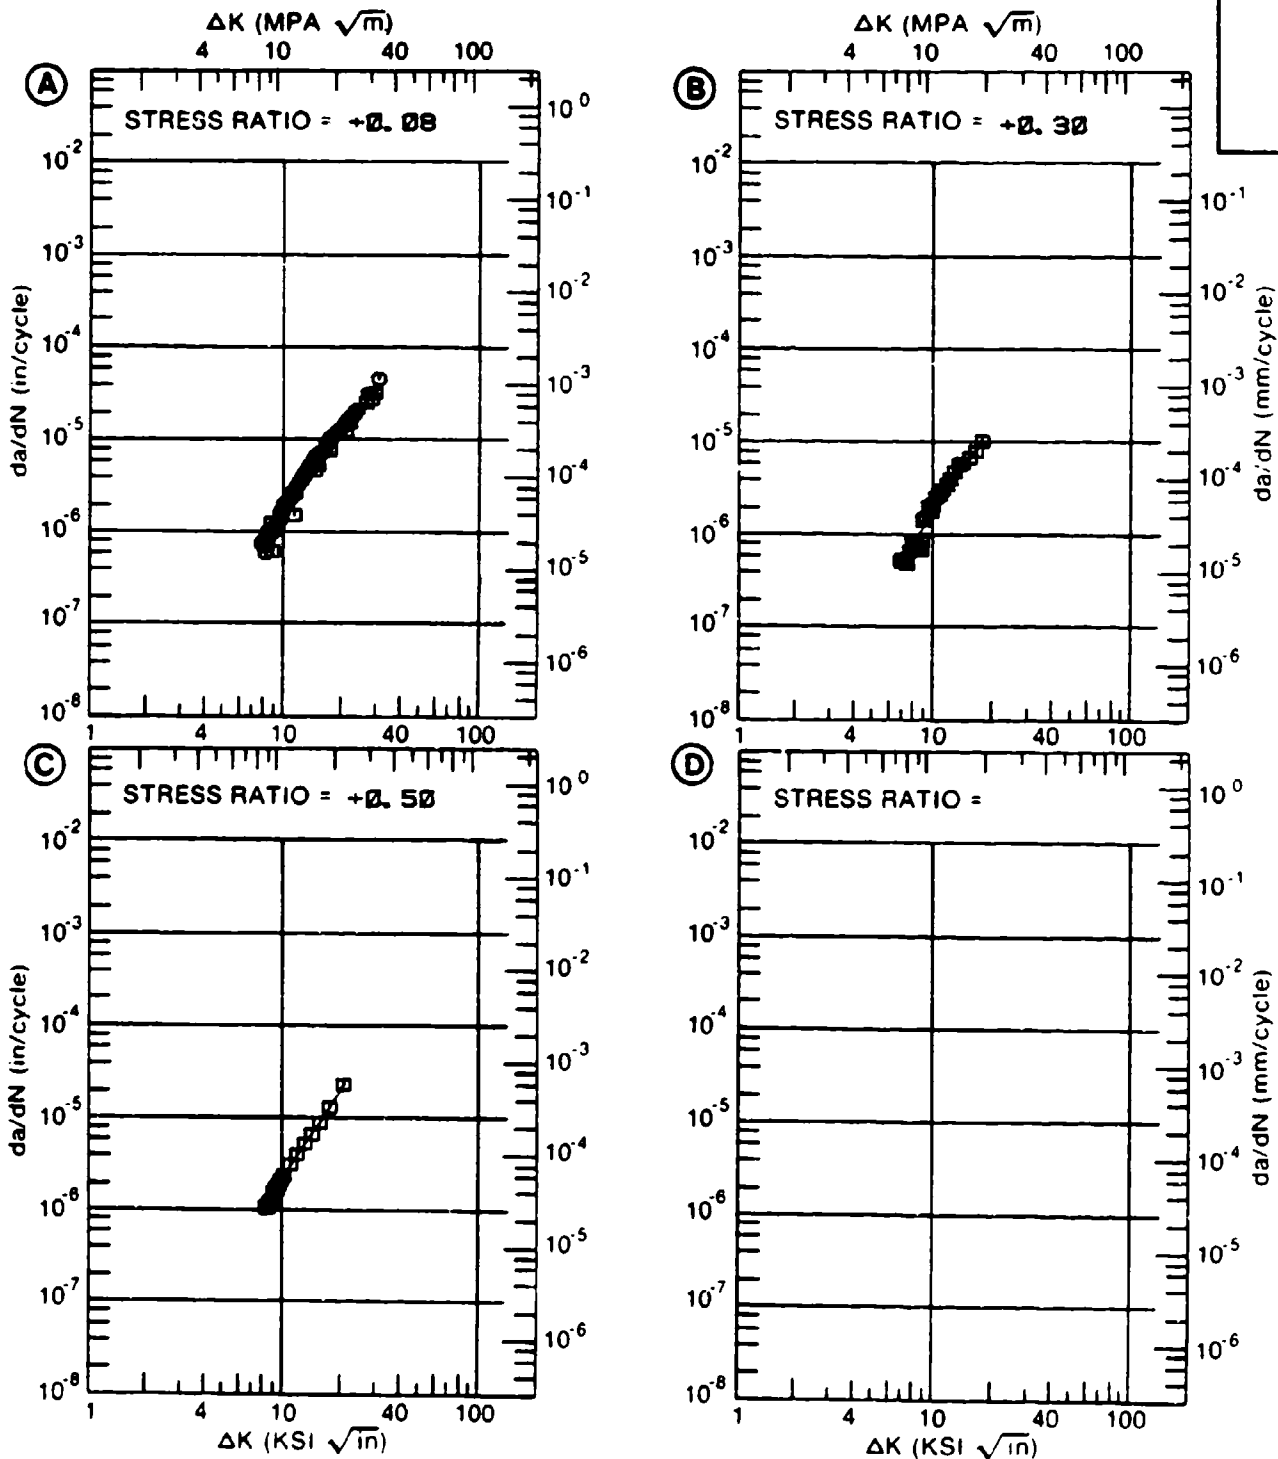 ΔK (MPA √m)
4 10 40 100
ΔK (MPA √m)
4 10 40 100
A
STRESS RATIO = +0.08
10^0
10^-2
10^-1
10^-3
10^-2
10^-4
10^-3
10^-5
10^-4
10^-6
10^-5
10^-7
10^-6
10^-8
da/dN (in/cycle)
1 4 10 40 100
B
STRESS RATIO = +0.30
10^-2
10^-1
10^-3
10^-2
10^-4
10^-3
10^-5
10^-4
10^-6
10^-5
10^-7
10^-6
10^-8
da/dN (mm/cycle)
1 4 10 40 100
C
STRESS RATIO = +0.50
10^0
10^-2
10^-1
10^-3
10^-2
10^-4
10^-3
10^-5
10^-4
10^-6
10^-5
10^-7
10^-6
10^-8
da/dN (in/cycle)
1 4 10 40 100
ΔK (KSI √in)
D
STRESS RATIO =
10^0
10^-2
10^-1
10^-3
10^-2
10^-4
10^-3
10^-5
10^-4
10^-6
10^-5
10^-7
10^-6
10^-8
da/dN (mm/cycle)
1 4 10 40 100
ΔK (KSI √in)